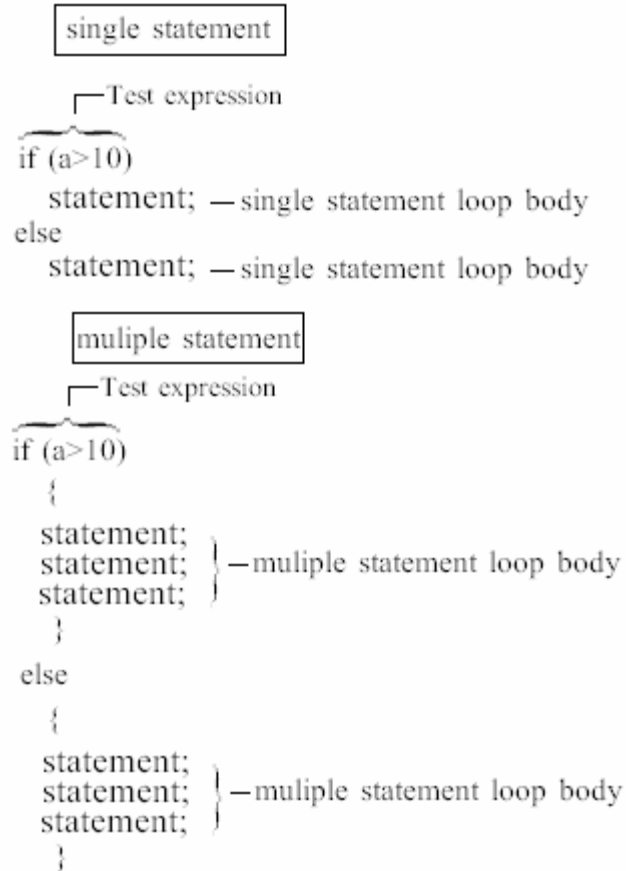 single statement
Test expression
if (a>10)
statement; — single statement loop body
else
statement; — single statement loop body
muliple statement
Test expression
if (a>10)
{
statement;
statement; } — muliple statement loop body
statement;
}
else
{
statement;
statement; } — muliple statement loop body
statement;
}